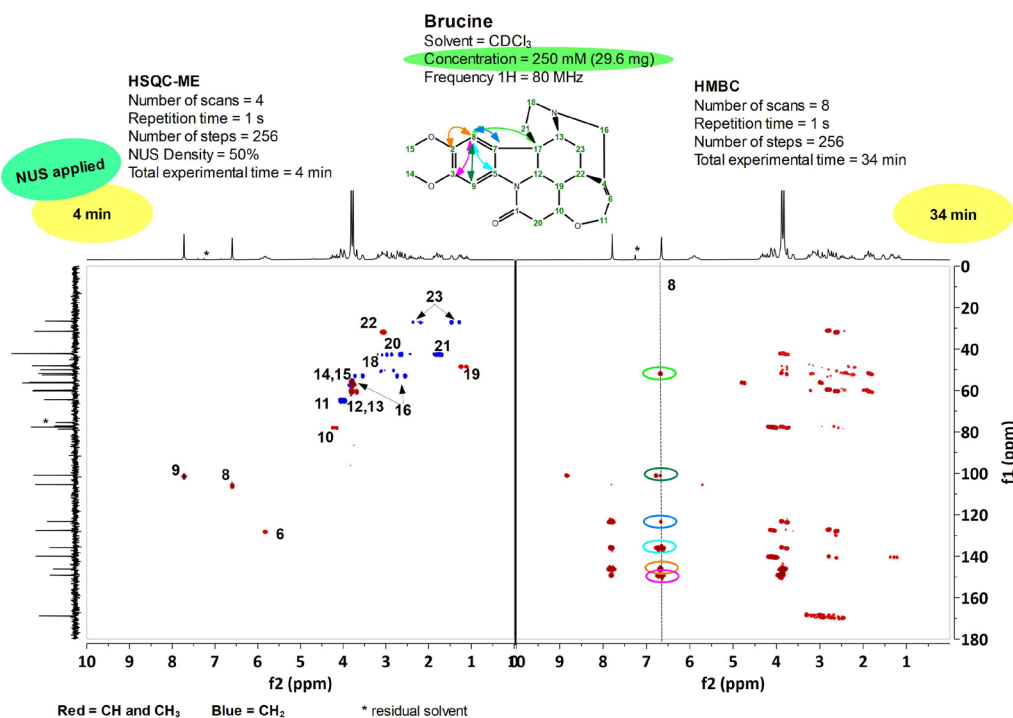 Brucine
Solvent = CDCl3
Concentration = 250 mM (29.6 mg)
Frequency 1H = 80 MHz
HSQC-ME
Number of scans = 4
Repetition time = 1 s
Number of steps = 256
NUS Density = 50%
Total experimental time = 4 min
NUS applied
4 min
HMBC
Number of scans = 8
Repetition time = 1 s
Number of steps = 256
Total experimental time = 34 min
34 min
18
N
16
21
13
8
O
15
2
7
17
23
14
O
3
5
12
22
4
9
N
19
6
1
10
O
20
O
11
*
*
23
22
20
21
18
19
14,15
16
11
12,13
10
9
8
6
*
8
0
20
40
60
80
100
120
140
160
180
f1 (ppm)
10 9 8 7 6 5 4 3 2 1 0
f2 (ppm)
10 9 8 7 6 5 4 3 2 1
f2 (ppm)
Red = CH and CH3 Blue = CH2 * residual solvent